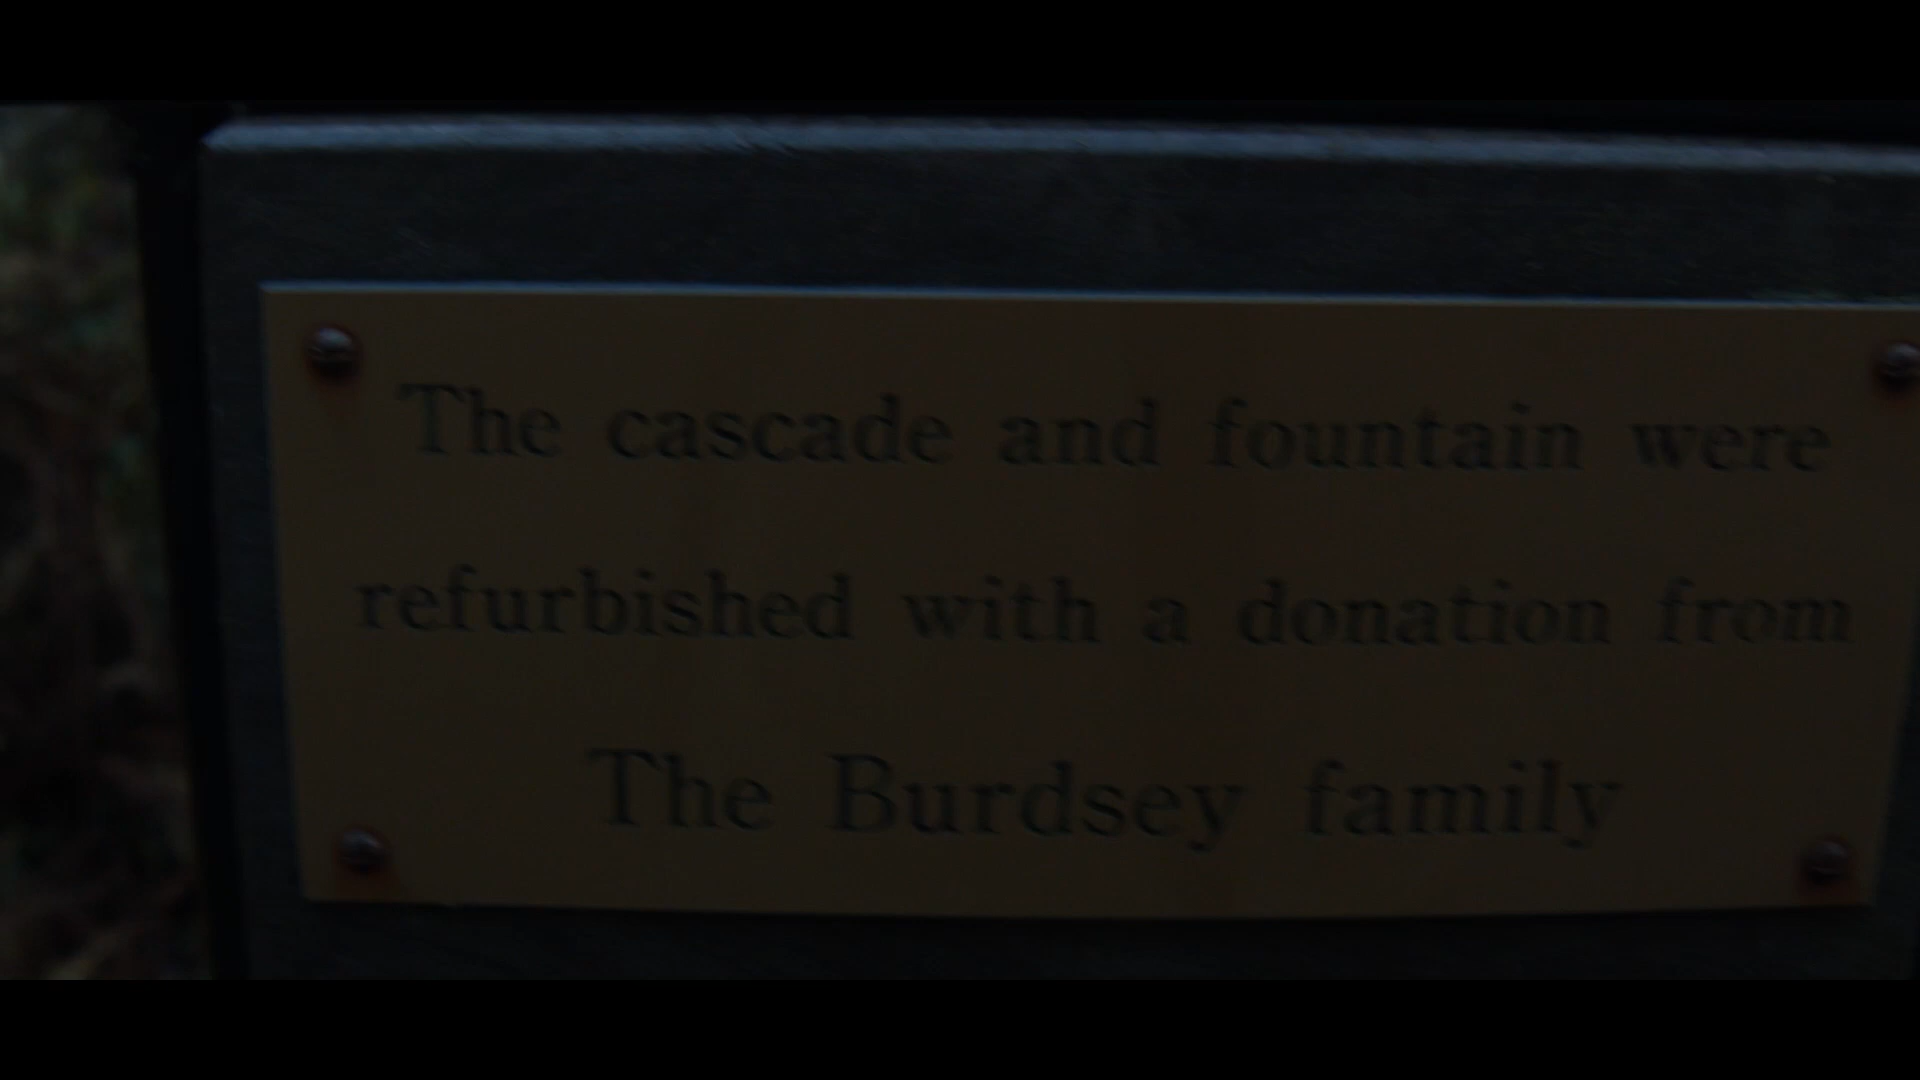 The cascade and fountain were
refurbished with a donation from
The Burdsey family